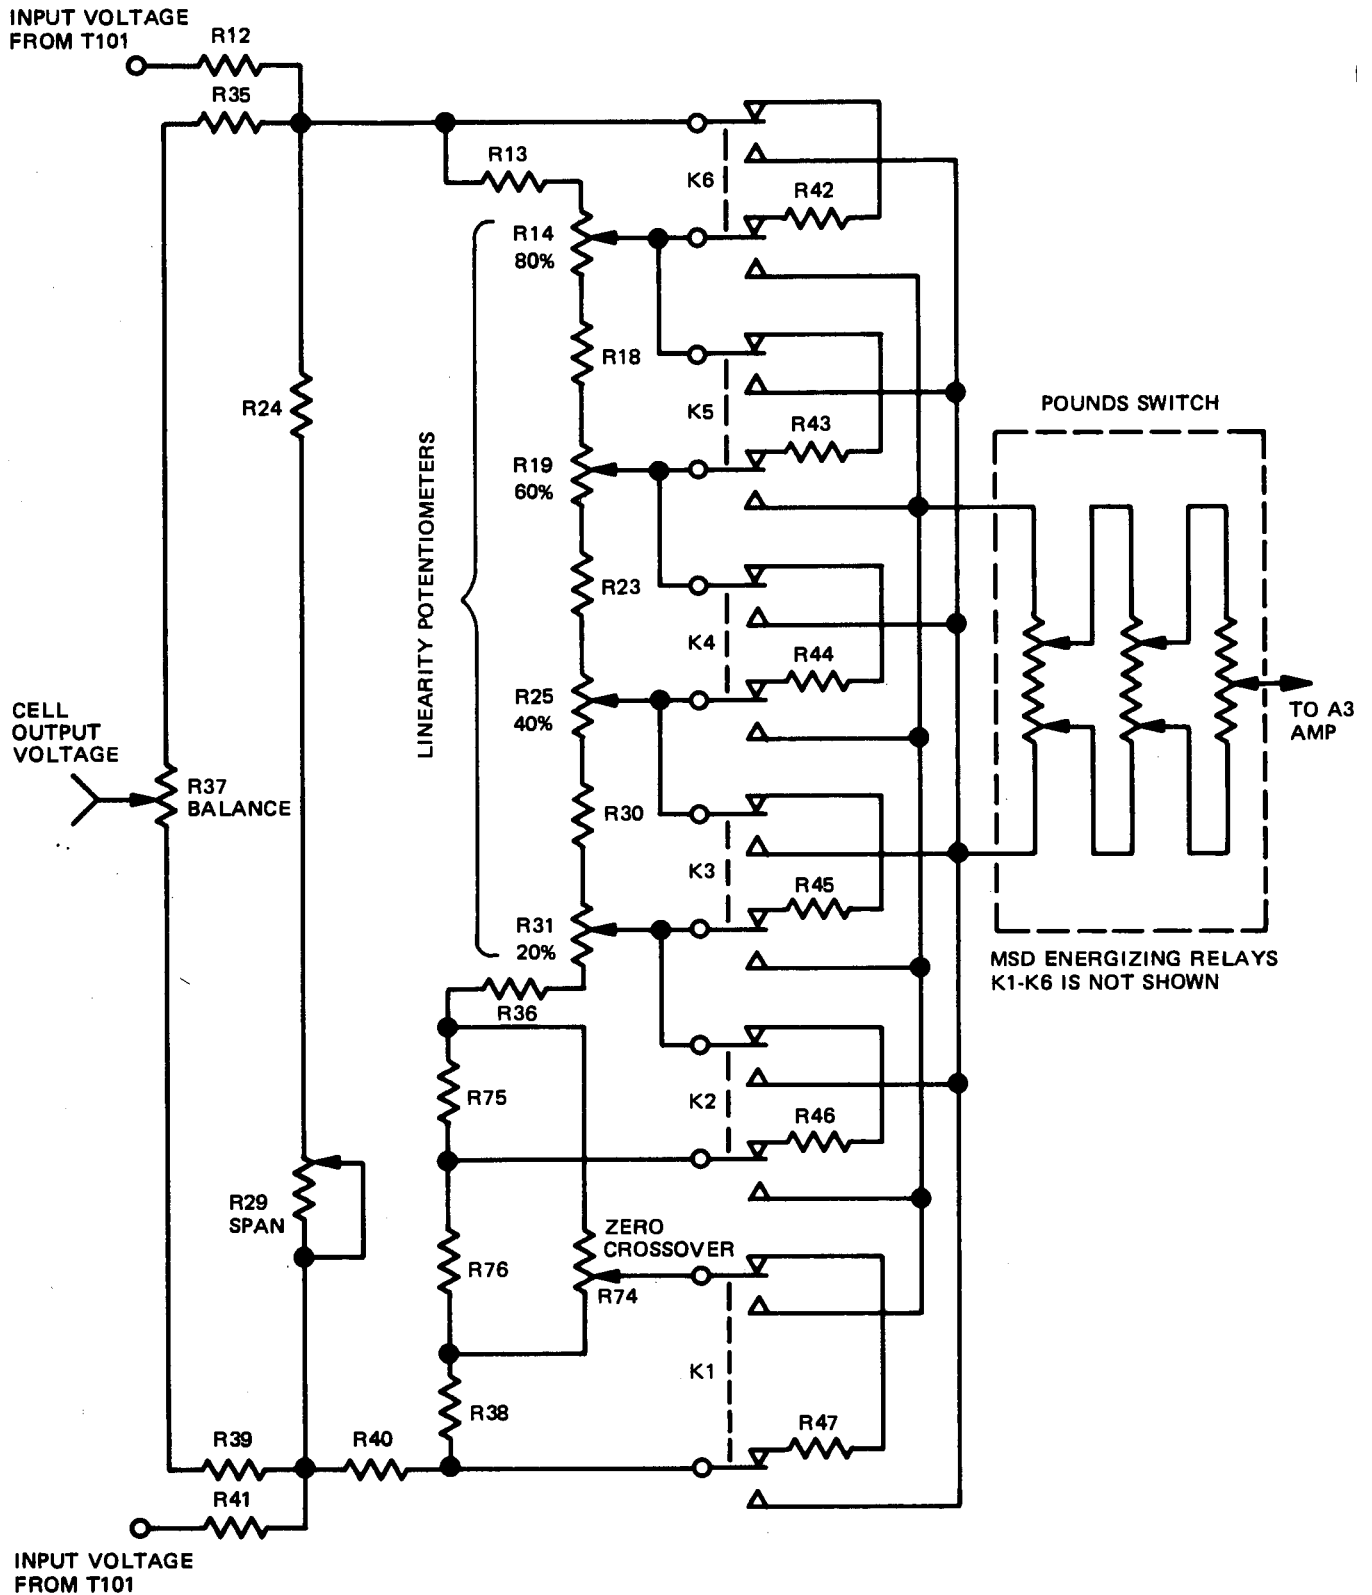 INPUT VOLTAGE
FROM T101
R12
R35
R13
K6
R42
R14
80%
R18
R24
K5
R43
POUNDS SWITCH
LINEARITY POTENTIOMETERS
R19
60%
R23
K4
R44
R25
40%
CELL
OUTPUT
VOLTAGE
TO A3
AMP
R37
BALANCE
R30
K3
R45
R31
20%
MSD ENERGIZING RELAYS
K1-K6 IS NOT SHOWN
R36
R75
K2
R46
R29
SPAN
ZERO
CROSSOVER
R76
R74
K1
R38
R47
R39
R40
R41
INPUT VOLTAGE
FROM T101